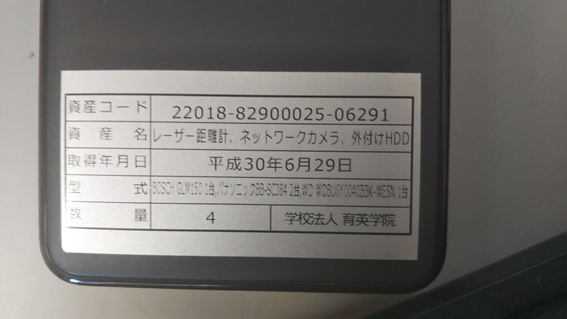 資産コード 22018-82900025-06291
資産名 レーザー距離計、ネットワークカメラ、外付けHDD
取得年月日 平成30年6月29日
型式 BOSCH GLM150 1台,パナソニックBB-SC384 2台,WD 1台
数量 4 学校法人 育英学院